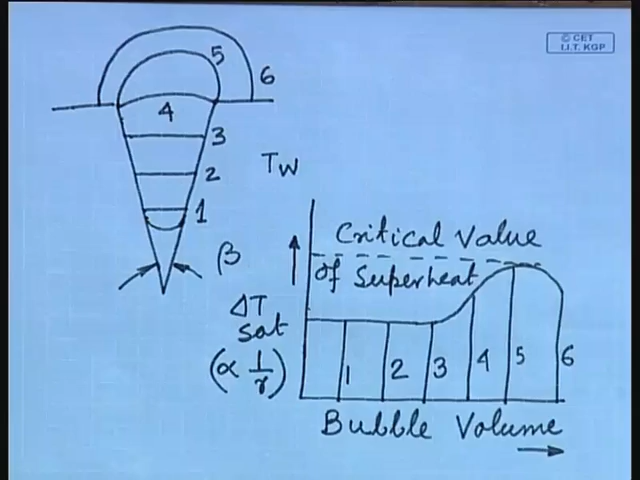 © CET
I.I.T. KGP
5
6
4
3
Tw
2
1
β
Critical Value
of Superheat
ΔT
sat
(∝ 1/r)
1 2 3 4 5 6
Bubble Volume